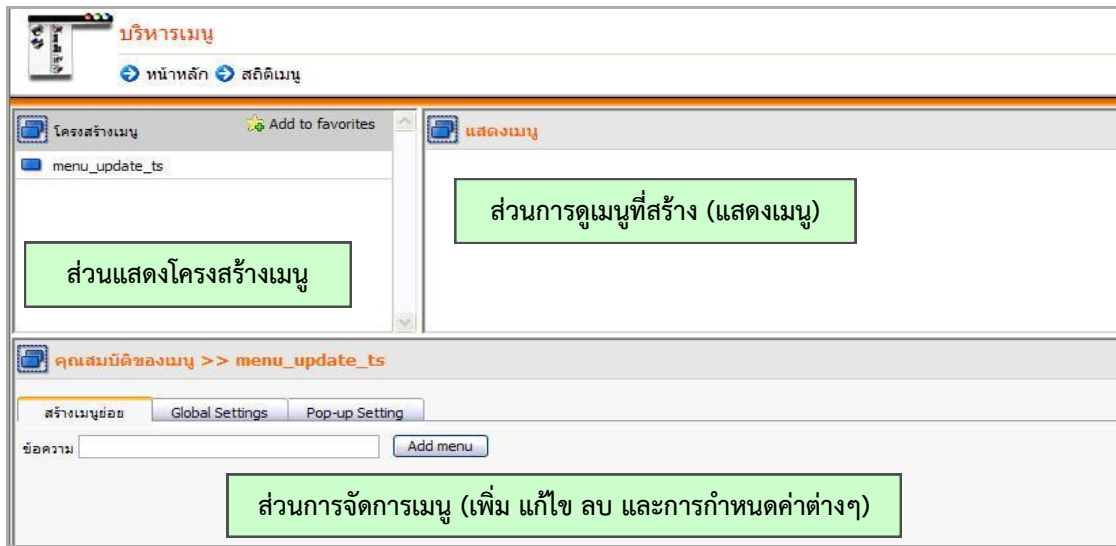 บริหารเมนู
หน้าหลัก สถิติเมนู
โครงสร้างเมนู Add to favorites
menu_update_ts
ส่วนแสดงโครงสร้างเมนู
แสดงเมนู
ส่วนการดูเมนูที่สร้าง (แสดงเมนู)
คุณสมบัติของเมนู >> menu_update_ts
สร้างเมนูย่อย Global Settings Pop-up Setting
ข้อความ Add menu
ส่วนการจัดการเมนู (เพิ่ม แก้ไข ลบ และการกำหนดค่าต่างๆ)